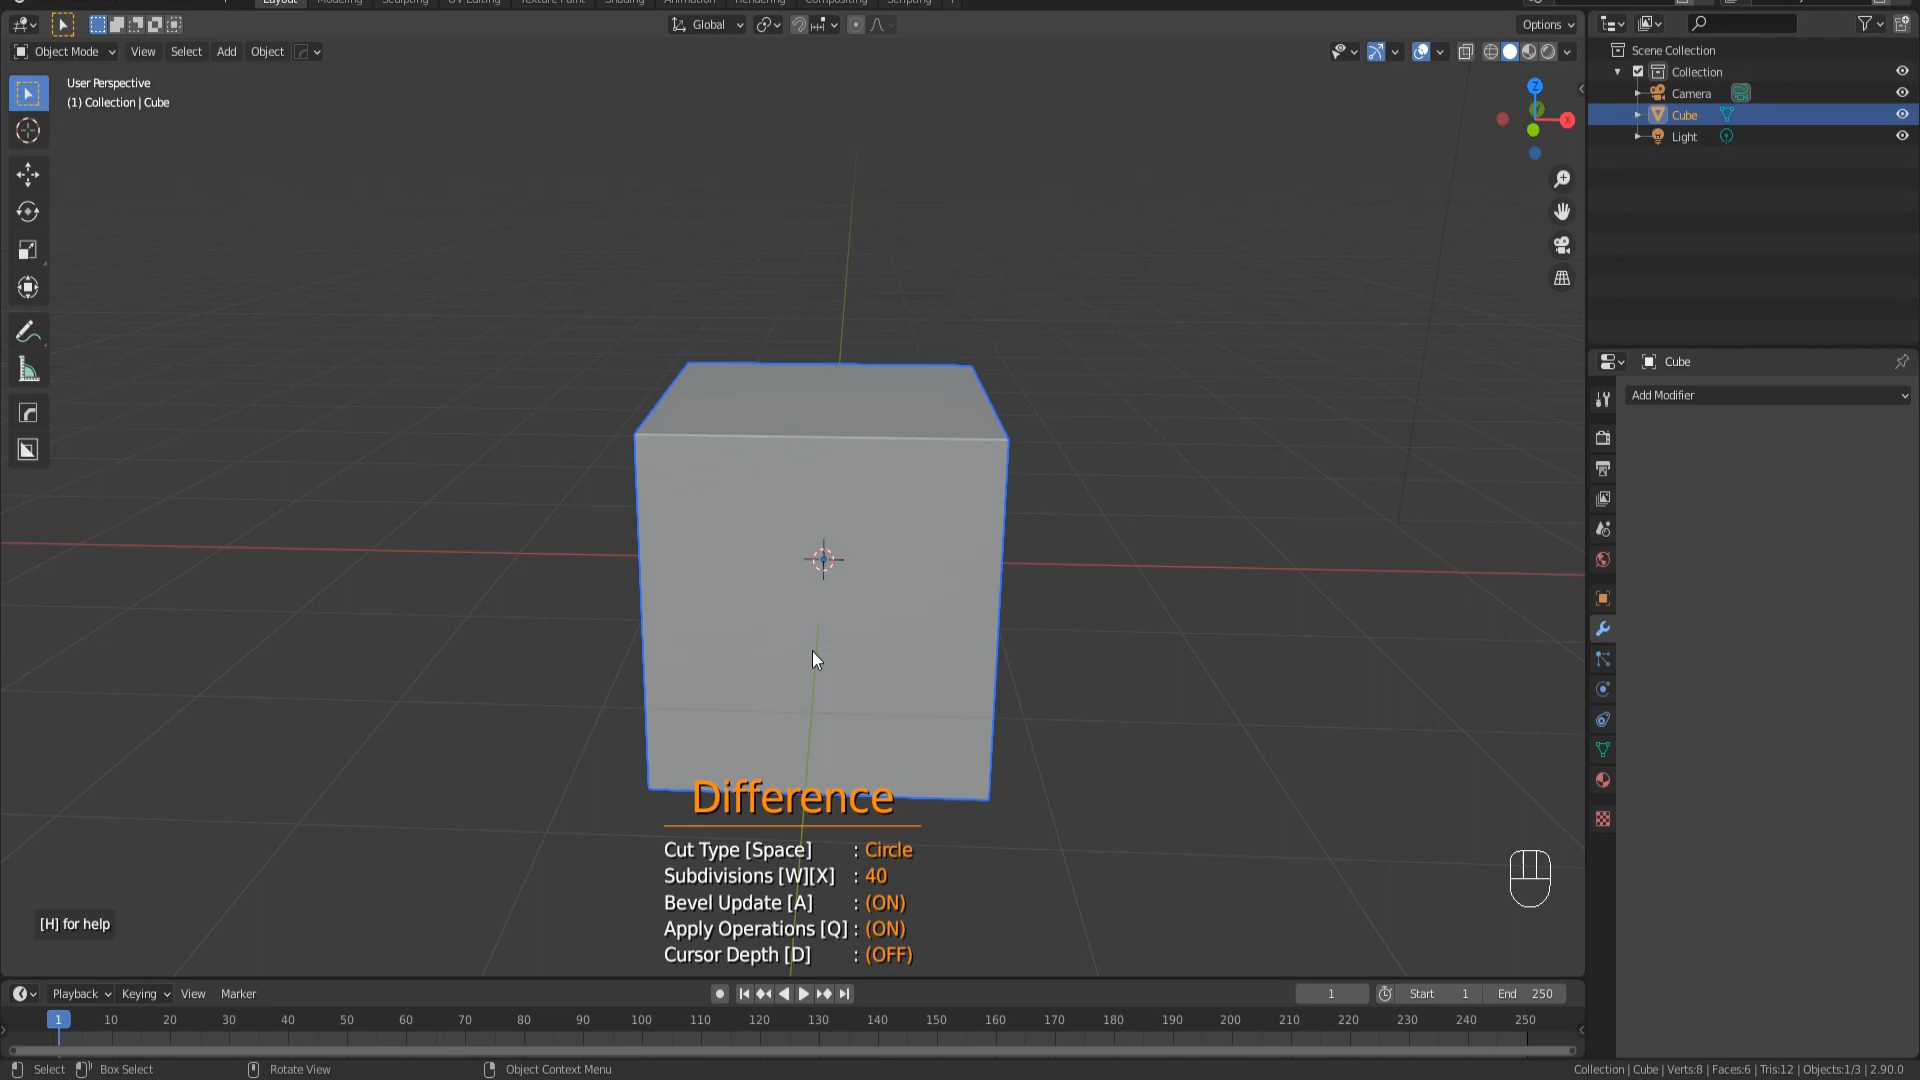 Layout Modeling Sculpting UV Editing Texture Paint Shading Animation Rendering Compositing Scripting +
Global
Options
Object Mode View Select Add Object
User Perspective
(1) Collection | Cube
Z
Y
X
Scene Collection
Collection
Camera
Cube
Light
Cube
Add Modifier
Difference
Cut Type [Space] : Circle
Subdivisions [W][X] : 40
Bevel Update [A] : (ON)
Apply Operations [Q] : (ON)
Cursor Depth [D] : (OFF)
[H] for help
Playback Keying View Marker
1 Start 1 End 250
1 10 20 30 40 50 60 70 80 90 100 110 120 130 140 150 160 170 180 190 200 210 220 230 240 250
Select Box Select Rotate View Object Context Menu
Collection | Cube | Verts:8 | Faces:6 | Tris:12 | Objects:1/3 | 2.90.0